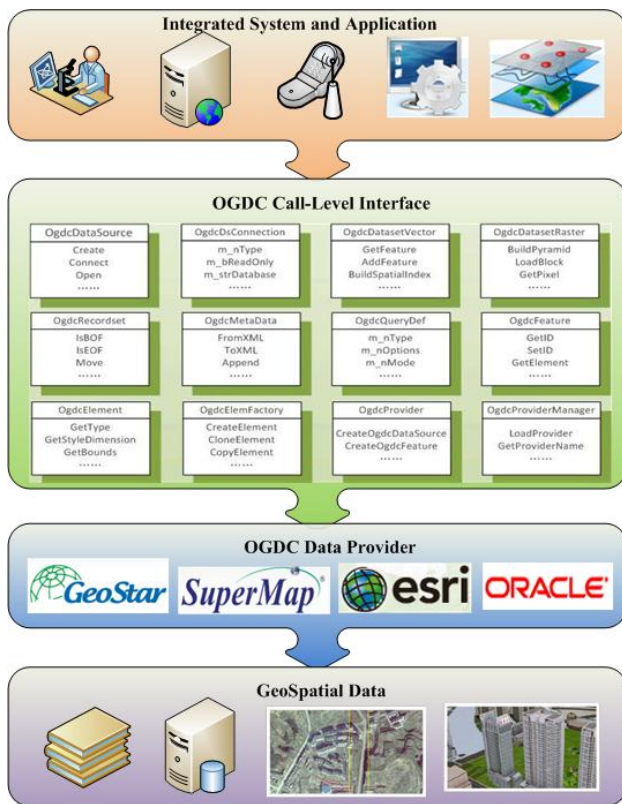 Integrated System and Application
OGDC Call-Level Interface
OgdcDataSource
Create
Connect
Open
……
OgdcDsConnection
m_nType
m_bReadOnly
m_strDatabase
……
OgdcDatasetVector
GetFeature
AddFeature
BuildSpatialIndex
……
OgdcDatasetRaster
BuildPyramid
LoadBlock
GetPixel
……
OgdcRecordset
IsBOF
IsEOF
Move
……
OgdcMetaData
FromXML
ToXML
Append
……
OgdcQueryDef
m_nType
m_nOptions
m_nMode
……
OgdcFeature
GetID
SetID
GetElement
……
OgdcElement
GetType
GetStyleDimension
GetBounds
……
OgdcElemFactory
CreateElement
CloneElement
CopyElement
……
OgdcProvider
CreateOgdcDataSource
CreateOgdcFeature
……
OgdcProviderManager
LoadProvider
GetProviderName
……
OGDC Data Provider
GeoStar
SuperMap®
esri
ORACLE®
GeoSpatial Data